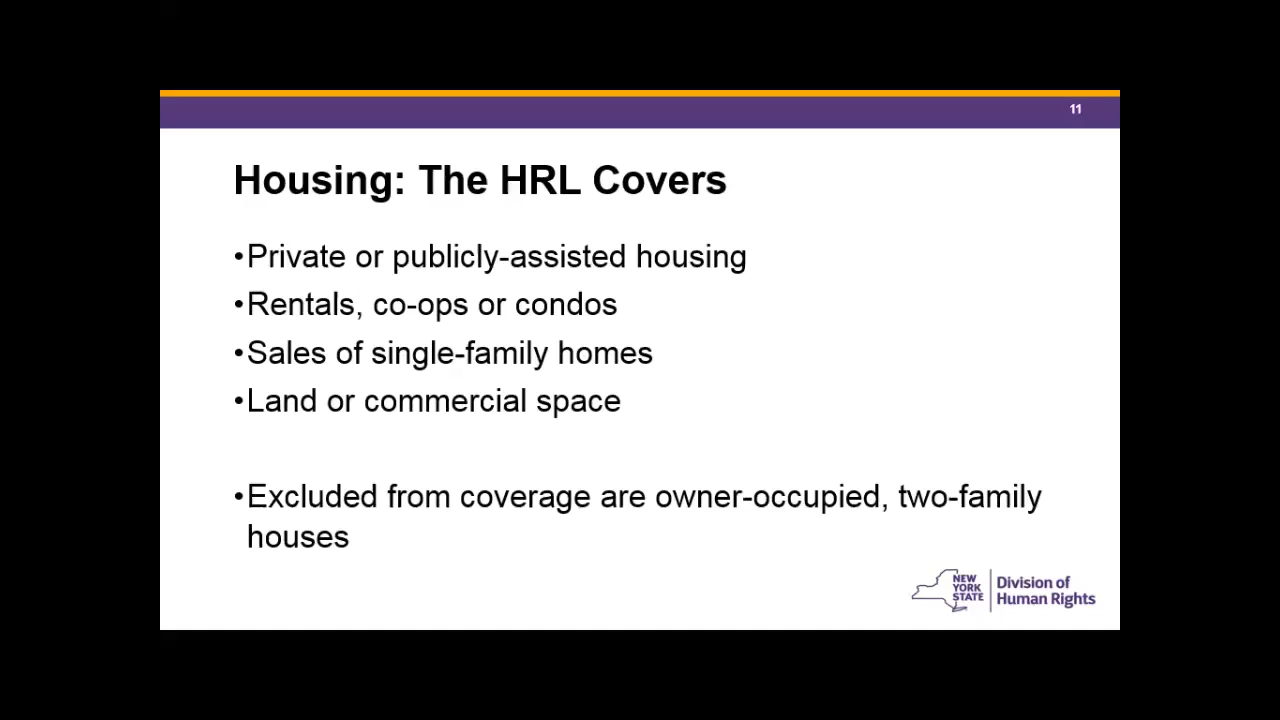 11
Housing: The HRL Covers
•Private or publicly-assisted housing
•Rentals, co-ops or condos
•Sales of single-family homes
•Land or commercial space
•Excluded from coverage are owner-occupied, two-family
houses
NEW
YORK
STATE
Division of
Human Rights